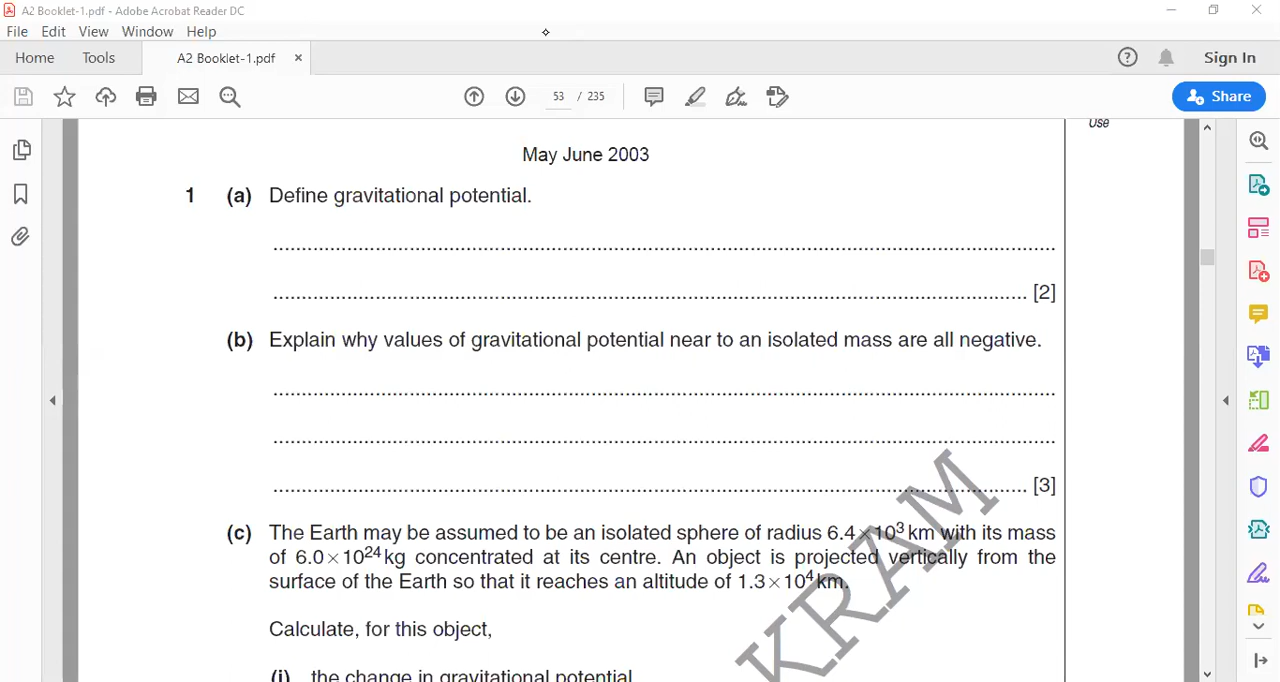 A2 Booklet-1.pdf - Adobe Acrobat Reader DC
File Edit View Window Help
Home Tools A2 Booklet-1.pdf × Sign In
53 / 235 Share
Use
May June 2003
1 (a) Define gravitational potential.
..........................................................................................................................................
..................................................................................................................................... [2]
(b) Explain why values of gravitational potential near to an isolated mass are all negative.
..........................................................................................................................................
..........................................................................................................................................
..................................................................................................................................... [3]
(c) The Earth may be assumed to be an isolated sphere of radius 6.4×10³ km with its mass
of 6.0×10²⁴ kg concentrated at its centre. An object is projected vertically from the
surface of the Earth so that it reaches an altitude of 1.3×10⁴ km.
Calculate, for this object,
(i) the change in gravitational potential,
KRAM